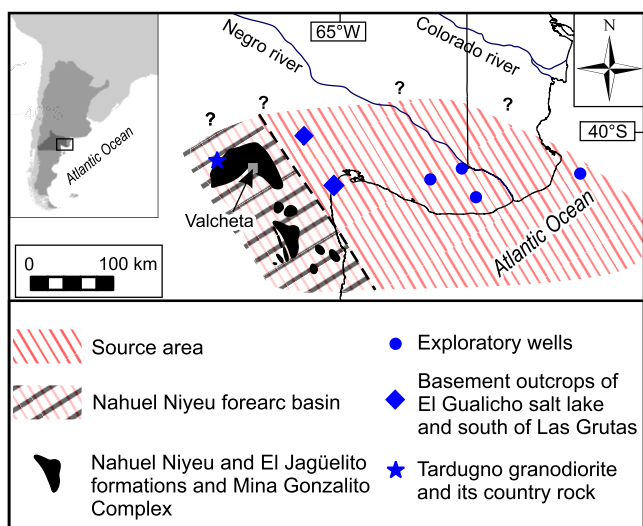 65°W
N
Negro river
Colorado river
40°S
?
?
?
?
40°S
Atlantic Ocean
Valcheta
Atlantic Ocean
0 100 km
Source area
Nahuel Niyeu forearc basin
Nahuel Niyeu and El Jagüelito
formations and Mina Gonzalito
Complex
Exploratory wells
Basement outcrops of
El Gualicho salt lake
and south of Las Grutas
Tardugno granodiorite
and its country rock